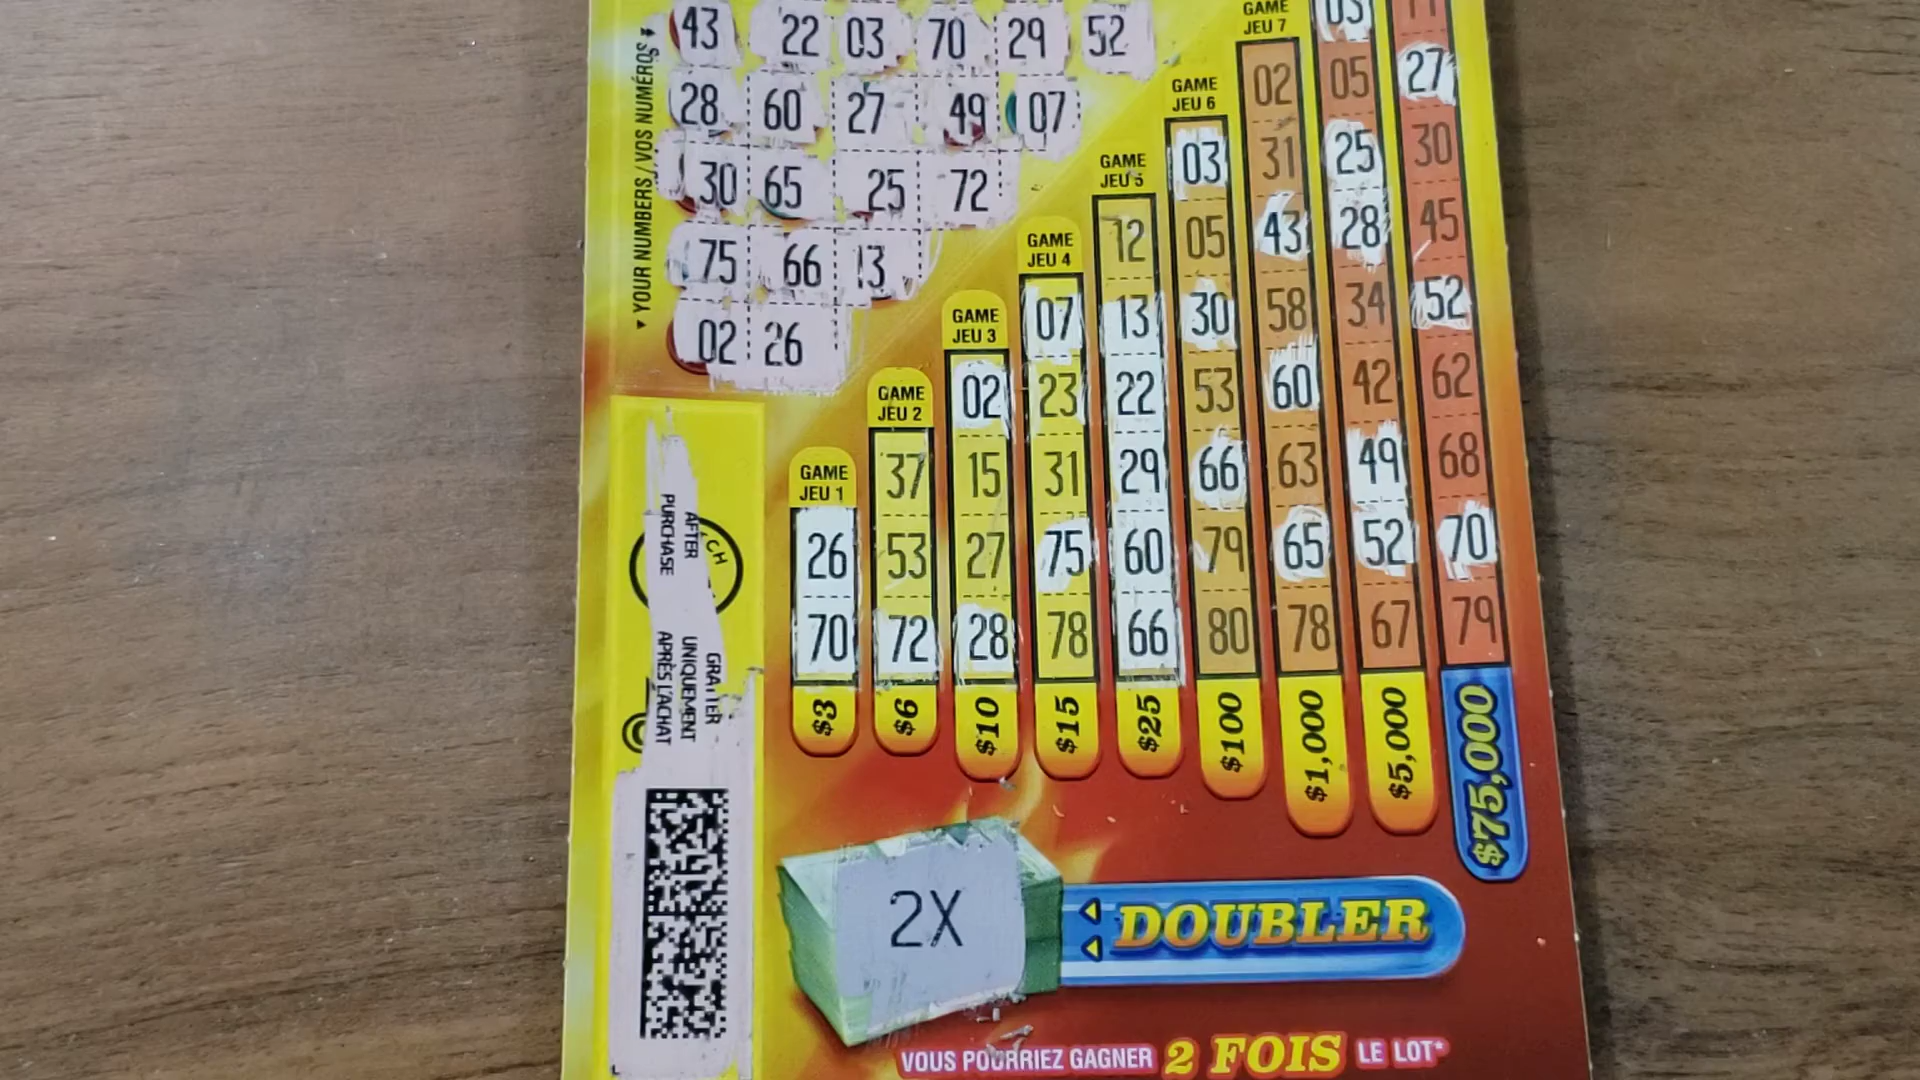 43 22 03 70 29 52
28 60 27 49 07
30 65 25 72
75 66 13
02 26
▼ YOUR NUMBERS / VOS NUMÉROS ▼
AFTER
PURCHASE
GRATTER
UNIQUEMENT
APRÈS L'ACHAT
GAME
JEU 1
26
70
$3
GAME
JEU 2
37
53
72
$6
GAME
JEU 3
02
15
27
28
$10
GAME
JEU 4
07
23
31
75
78
$15
GAME
JEU 5
12
13
22
29
60
66
$25
GAME
JEU 6
03
05
30
53
66
79
80
$100
GAME
JEU 7
02
31
43
58
60
63
65
78
$1,000
03
05
25
28
34
42
49
52
67
$5,000
11
27
30
45
52
62
68
70
79
$75,000
2X
DOUBLER
VOUS POURRIEZ GAGNER 2 FOIS LE LOT*